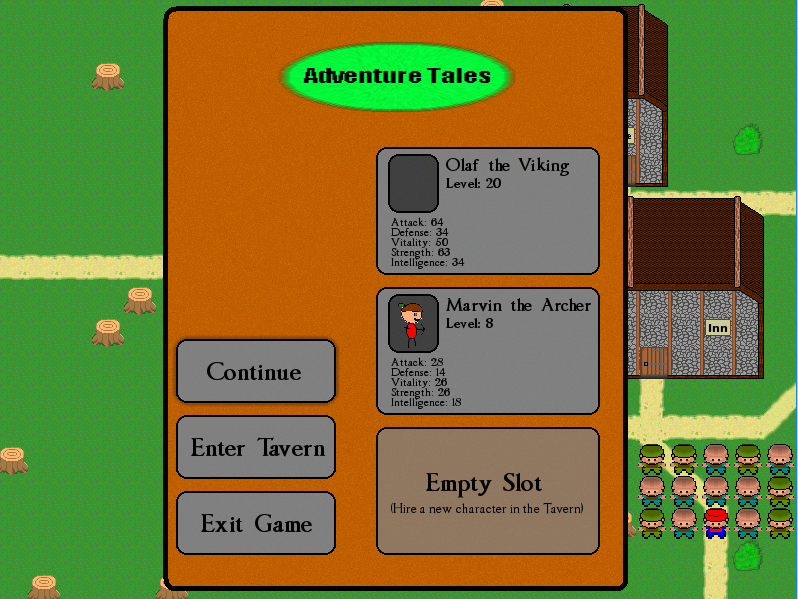 Adventure Tales
Olaf the Viking
Level: 20
Attack: 64
Defense: 34
Vitality: 50
Strength: 63
Intelligence: 34
Marvin the Archer
Level: 8
Attack: 28
Defense: 14
Vitality: 26
Strength: 26
Intelligence: 18
Inn
Continue
Enter Tavern
Exit Game
Empty Slot
(Hire a new character in the Tavern)